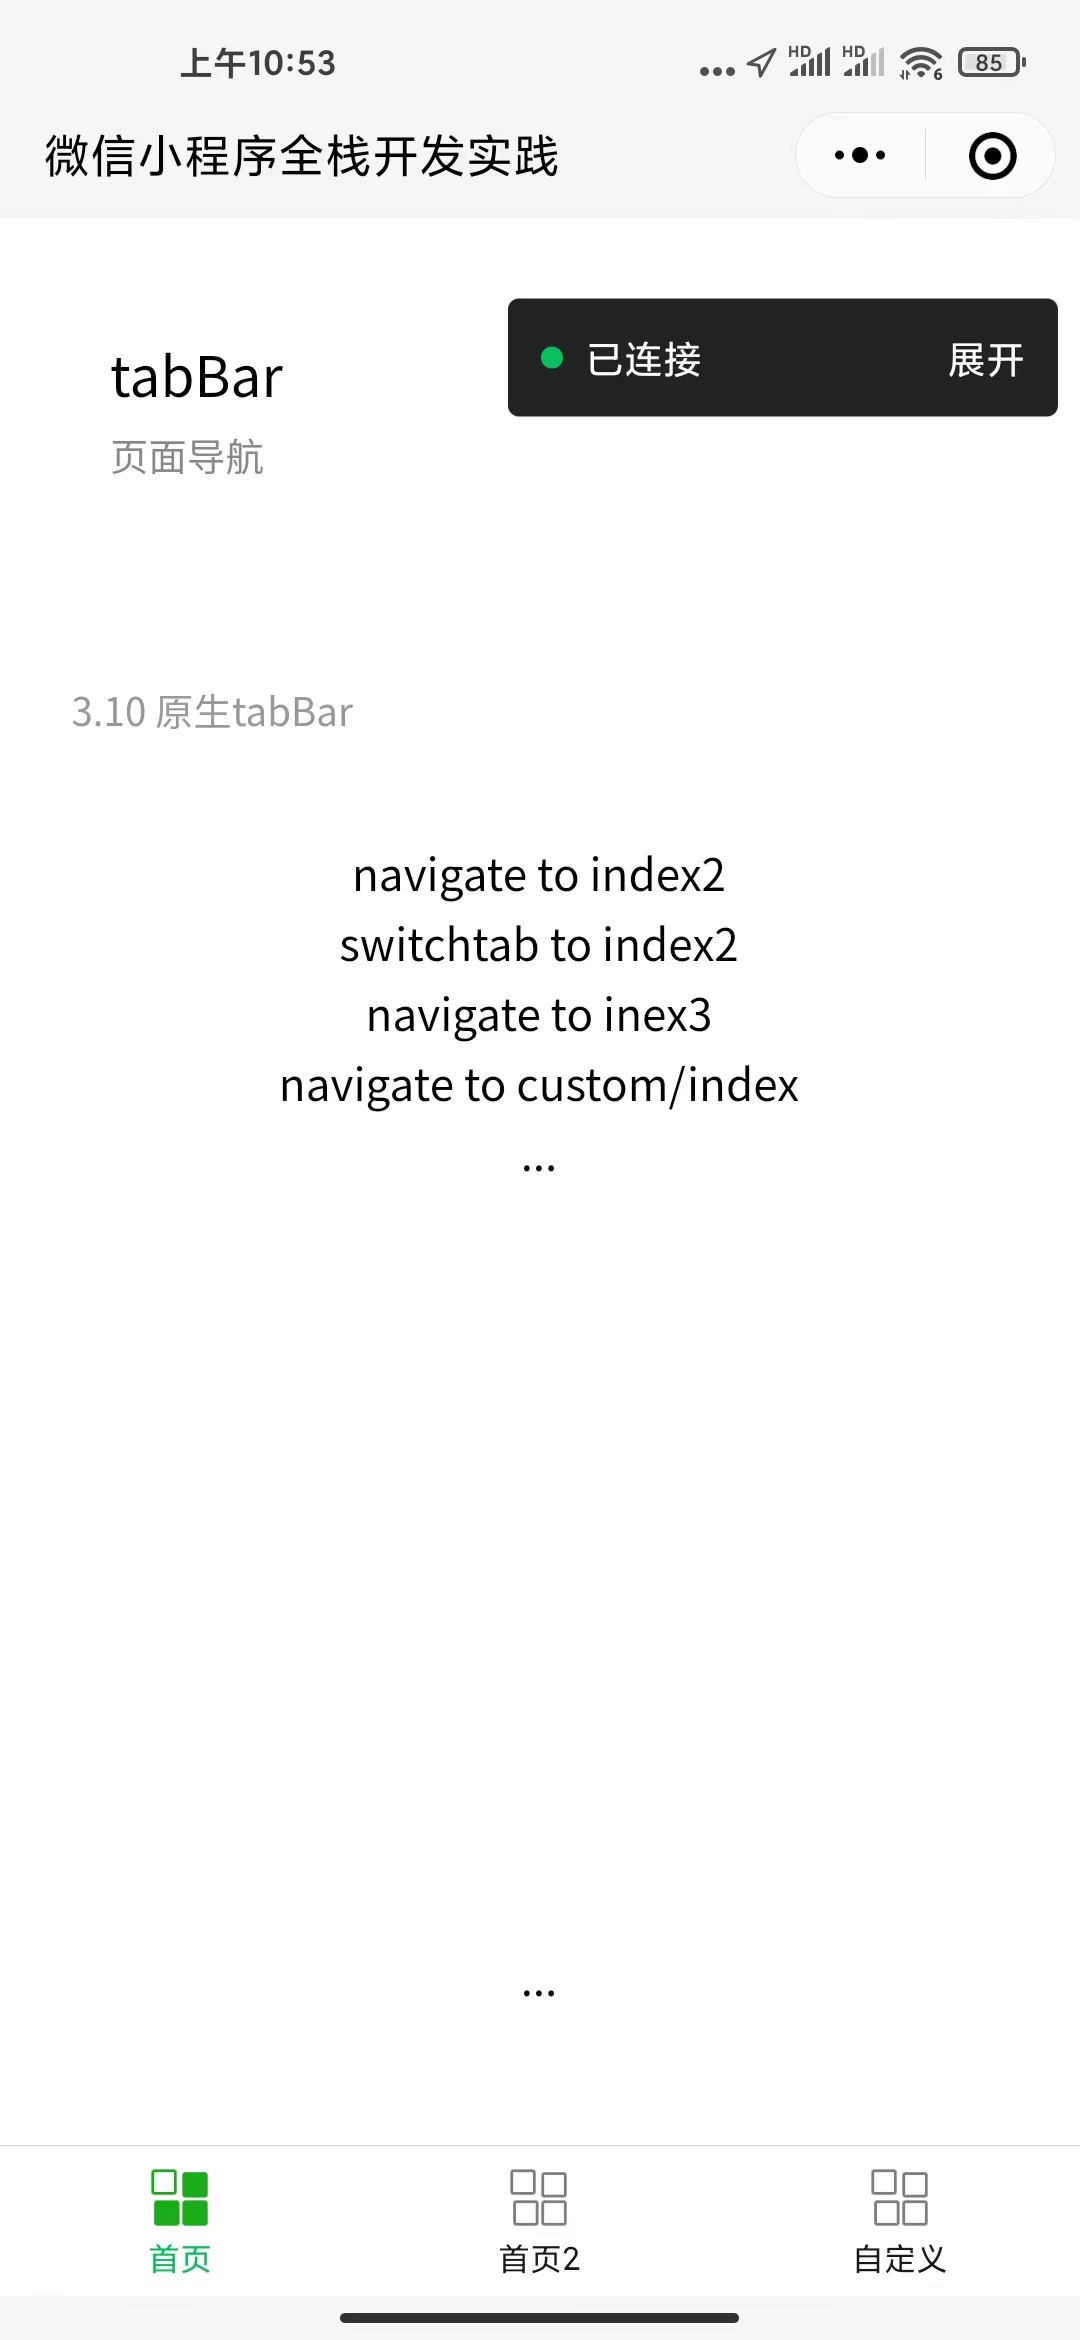 上午10:53
HD HD 6 85
微信小程序全栈开发实践
已连接 展开
tabBar
页面导航
3.10 原生tabBar
navigate to index2
switchtab to index2
navigate to inex3
navigate to custom/index
...
...
首页 首页2 自定义